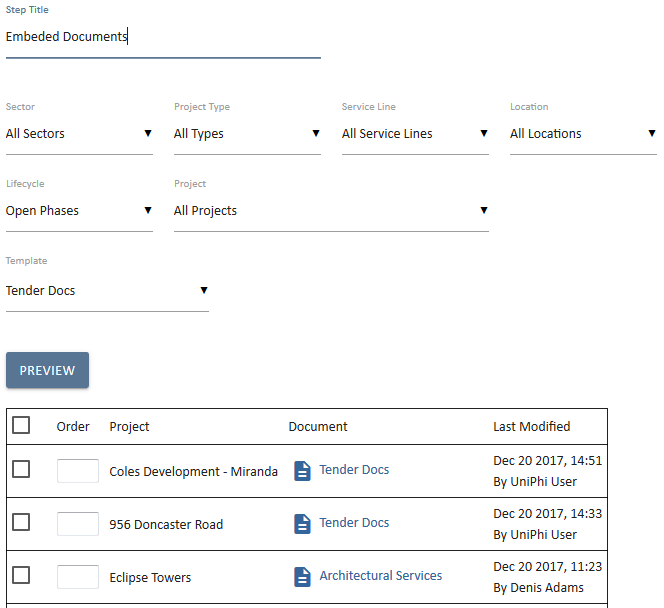 Step Title
Embeded Documents
Sector Project Type Service Line Location
All Sectors All Types All Service Lines All Locations
Lifecycle Project
Open Phases All Projects
Template
Tender Docs
PREVIEW
Order Project Document Last Modified
Coles Development - Miranda Tender Docs Dec 20 2017, 14:51
By UniPhi User
956 Doncaster Road Tender Docs Dec 20 2017, 14:33
By UniPhi User
Eclipse Towers Architectural Services Dec 20 2017, 11:23
By Denis Adams